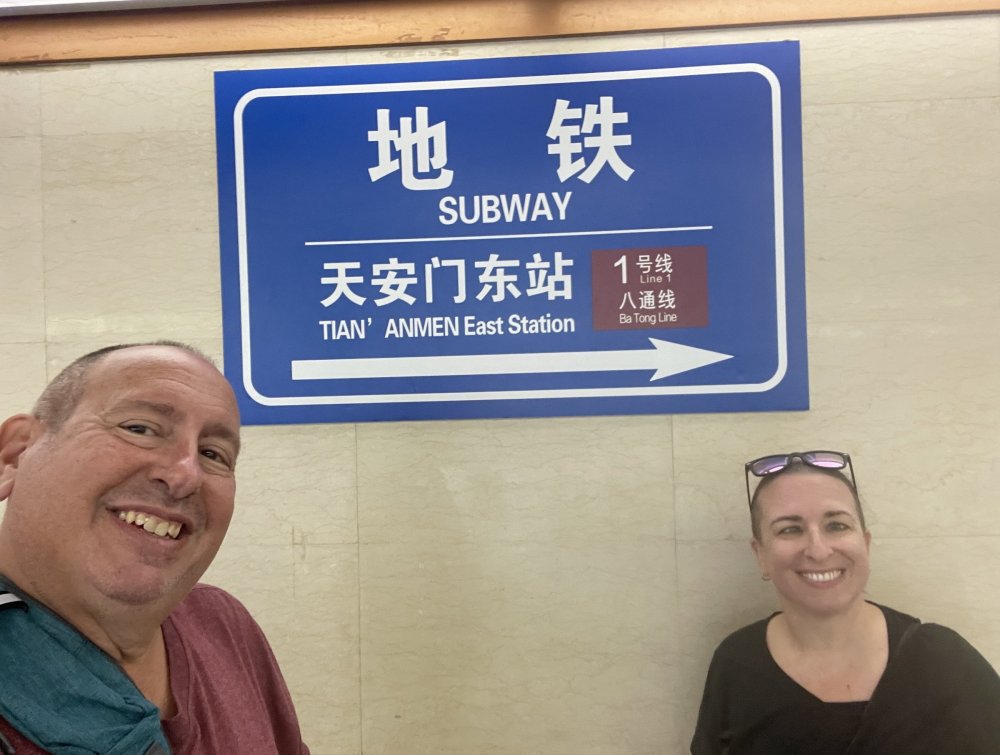 地铁
SUBWAY
天安门东站
TIAN' ANMEN East Station
1号线
Line 1
八通线
Ba Tong Line